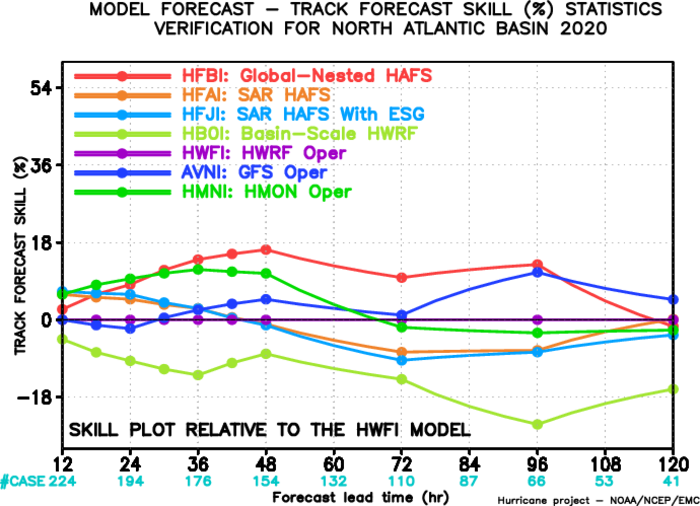 MODEL FORECAST – TRACK FORECAST SKILL (%) STATISTICS
VERIFICATION FOR NORTH ATLANTIC BASIN 2020
TRACK FORECAST SKILL (%)
54
36
18
0
−18
HFBI: Global–Nested HAFS
HFAI: SAR HAFS
HFJI: SAR HAFS With ESG
HB0I: Basin–Scale HWRF
HWFI: HWRF Oper
AVNI: GFS Oper
HMNI: HMON Oper
SKILL PLOT RELATIVE TO THE HWFI MODEL
12 24 36 48 60 72 84 96 108 120
#CASE 224 194 176 154 132 110 87 66 53 41
Forecast lead time (hr)
Hurricane project – NOAA/NCEP/EMC